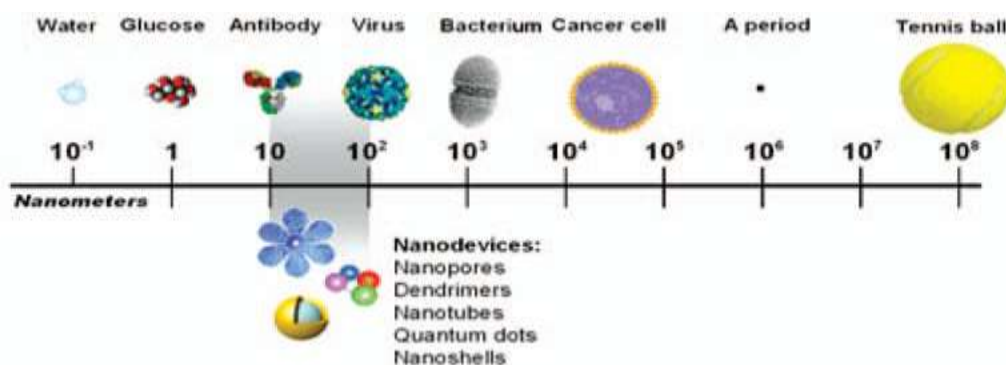 Water Glucose Antibody Virus Bacterium Cancer cell A period Tennis ball
10⁻¹ 1 10 10² 10³ 10⁴ 10⁵ 10⁶ 10⁷ 10⁸
Nanometers
Nanodevices:
Nanopores
Dendrimers
Nanotubes
Quantum dots
Nanoshells